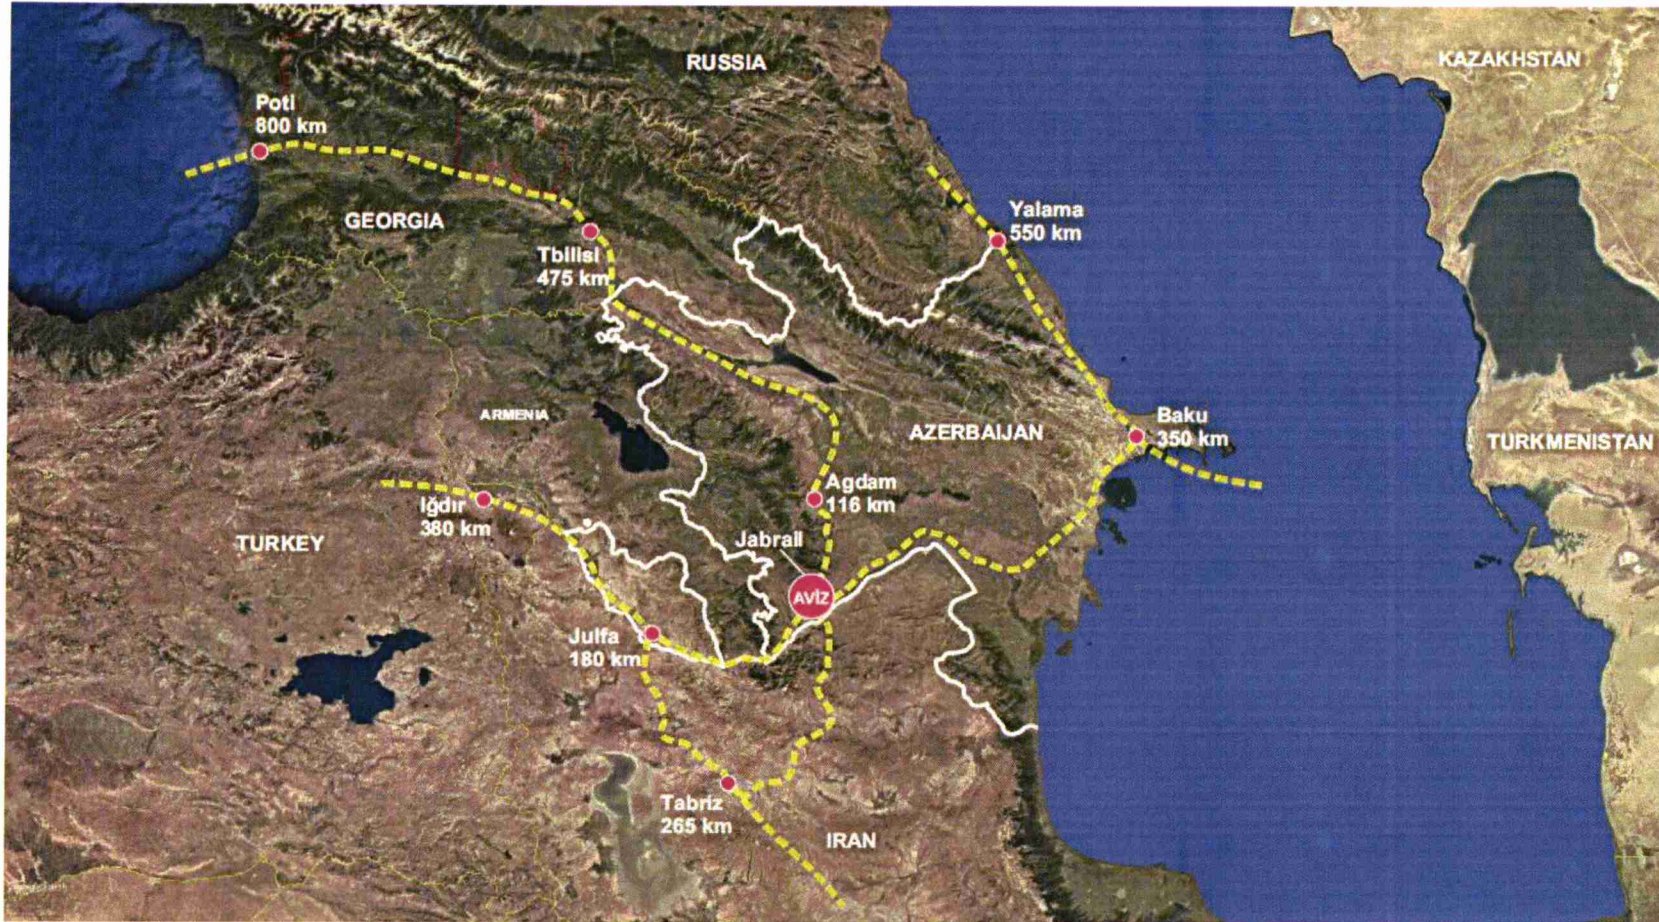 RUSSIA
KAZAKHSTAN
Poti
800 km
GEORGIA
Tbilisi
475 km
Yalama
550 km
ARMENIA
AZERBAIJAN
Baku
350 km
TURKMENISTAN
Iğdır
380 km
Agdam
116 km
TURKEY
Jabrail
AVİZ
Julfa
180 km
Tabriz
265 km
IRAN